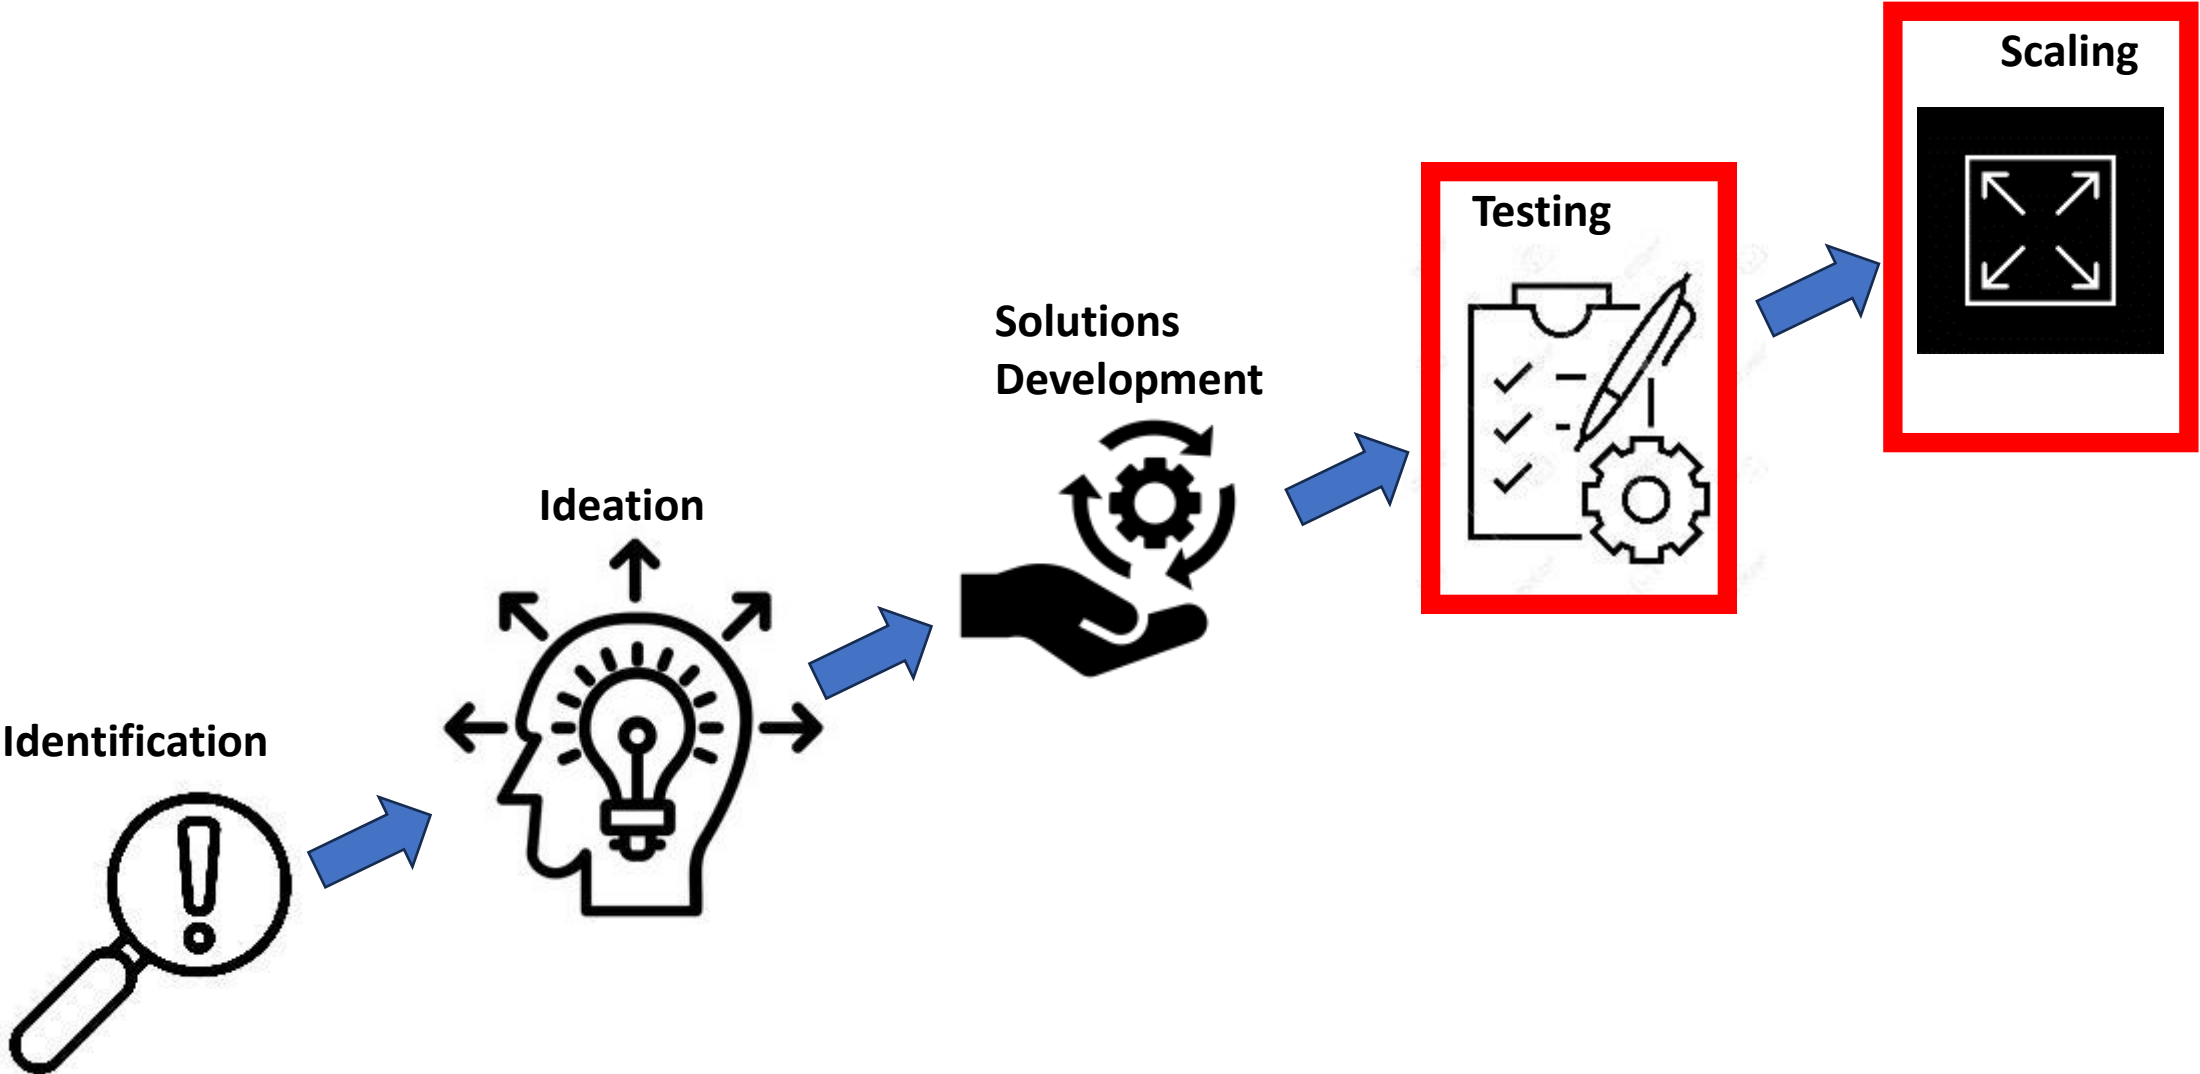 Scaling
Testing
Solutions
Development
Ideation
Identification